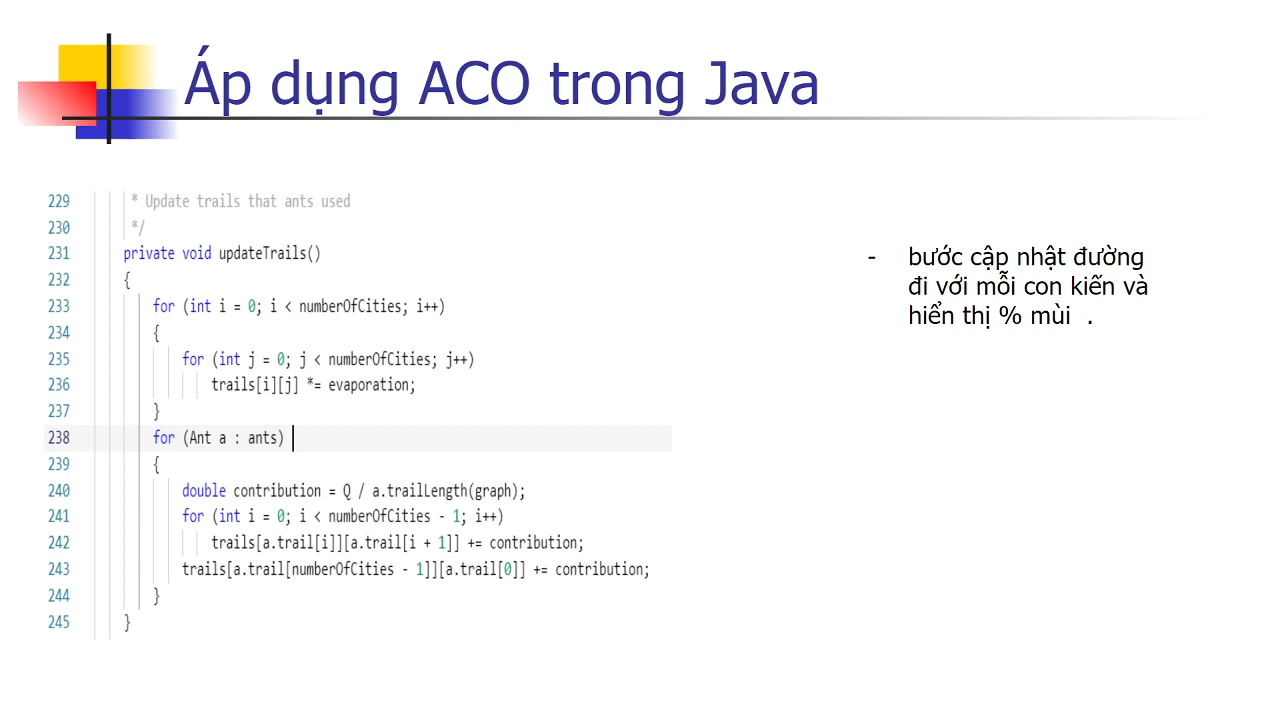 Áp dụng ACO trong Java
229 * Update trails that ants used
230 */
231 private void updateTrails()
232 {
233 for (int i = 0; i < numberOfCities; i++)
234 {
235 for (int j = 0; j < numberOfCities; j++)
236 trails[i][j] *= evaporation;
237 }
238 for (Ant a : ants)
239 {
240 double contribution = Q / a.trailLength(graph);
241 for (int i = 0; i < numberOfCities - 1; i++)
242 trails[a.trail[i]][a.trail[i + 1]] += contribution;
243 trails[a.trail[numberOfCities - 1]][a.trail[0]] += contribution;
244 }
245 }
- bước cập nhật đường
đi với mỗi con kiến và
hiển thị % mùi .